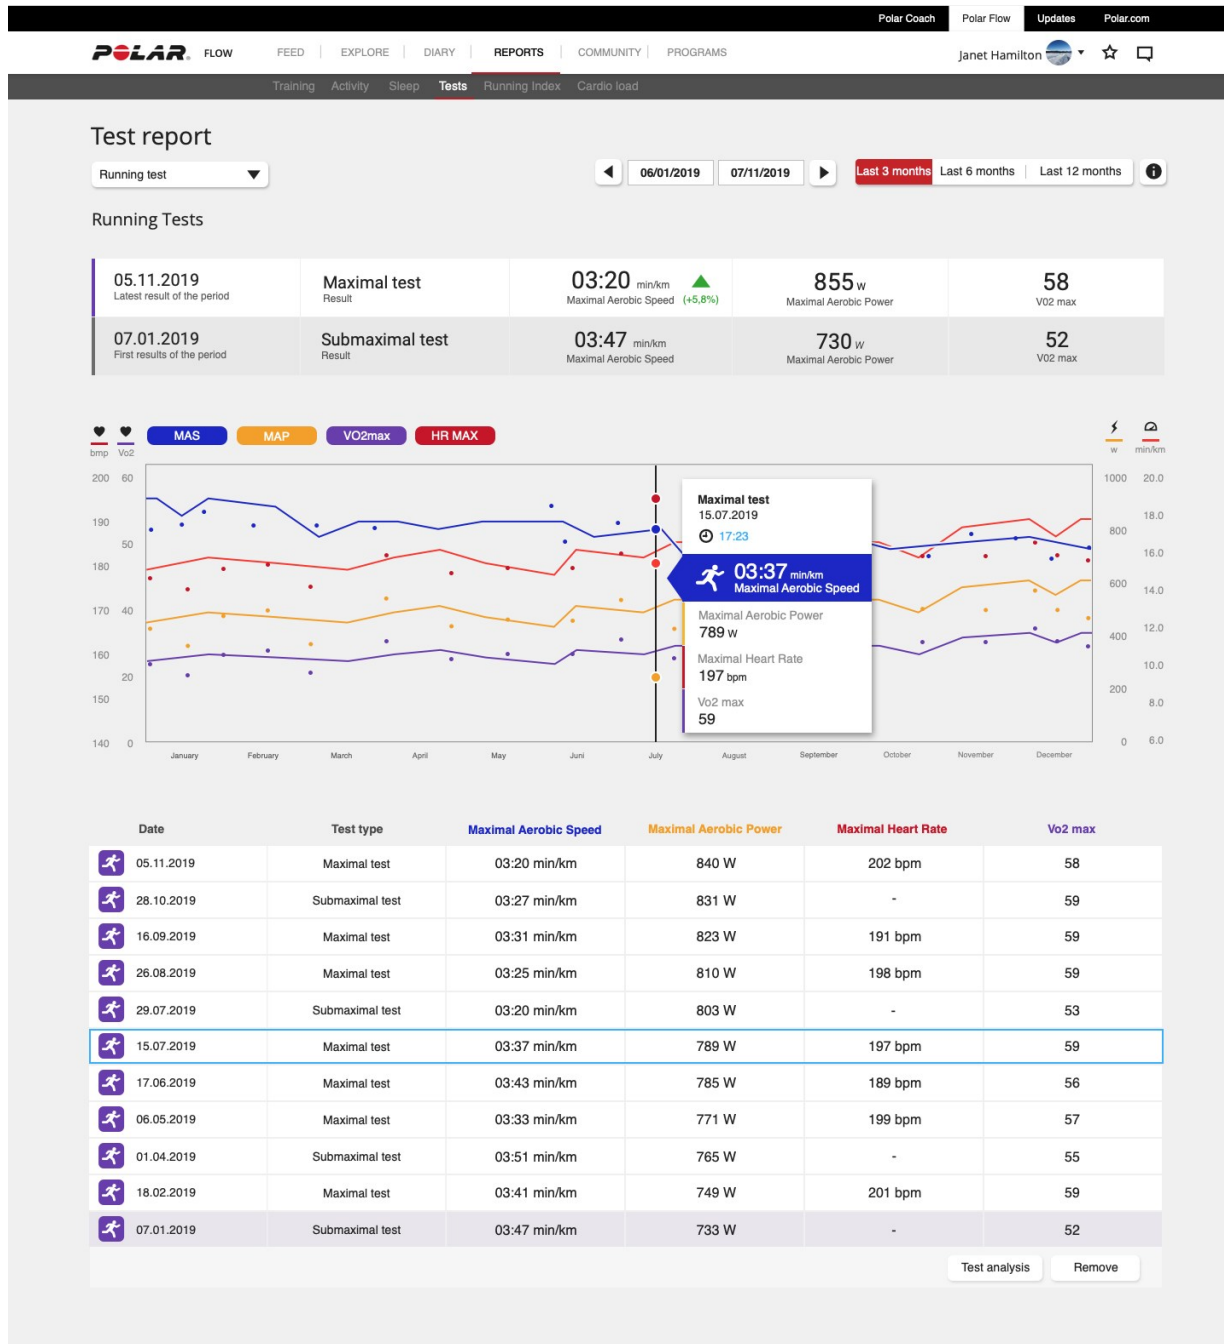 Polar Coach Polar Flow Updates Polar.com
POLAR. FLOW FEED EXPLORE DIARY REPORTS COMMUNITY PROGRAMS Janet Hamilton
Training Activity Sleep Tests Running Index Cardio load
Test report
Running test 06/01/2019 07/11/2019 Last 3 months Last 6 months Last 12 months
Running Tests
05.11.2019 Maximal test 03:20 min/km 855 w 58
Latest result of the period Result Maximal Aerobic Speed (+5,8%) Maximal Aerobic Power V02 max
07.01.2019 Submaximal test 03:47 min/km 730 w 52
First results of the period Result Maximal Aerobic Speed Maximal Aerobic Power V02 max
MAS MAP VO2max HR MAX
bmp Vo2 w min/km
200 60 1000 20.0
Maximal test
15.07.2019
17:23
190 18.0
800
50 16.0
180
03:37 min/km
Maximal Aerobic Speed
600 14.0
170 40
Maximal Aerobic Power
789 w
400 12.0
160 10.0
Maximal Heart Rate
197 bpm
20
200
150 8.0
Vo2 max
59
140 0 0 6.0
January February March April May Juni July August September October November December
Date Test type Maximal Aerobic Speed Maximal Aerobic Power Maximal Heart Rate Vo2 max
05.11.2019 Maximal test 03:20 min/km 840 W 202 bpm 58
28.10.2019 Submaximal test 03:27 min/km 831 W - 59
16.09.2019 Maximal test 03:31 min/km 823 W 191 bpm 59
26.08.2019 Maximal test 03:25 min/km 810 W 198 bpm 59
29.07.2019 Submaximal test 03:20 min/km 803 W - 53
15.07.2019 Maximal test 03:37 min/km 789 W 197 bpm 59
17.06.2019 Maximal test 03:43 min/km 785 W 189 bpm 56
06.05.2019 Maximal test 03:33 min/km 771 W 199 bpm 57
01.04.2019 Submaximal test 03:51 min/km 765 W - 55
18.02.2019 Maximal test 03:41 min/km 749 W 201 bpm 59
07.01.2019 Submaximal test 03:47 min/km 733 W - 52
Test analysis Remove